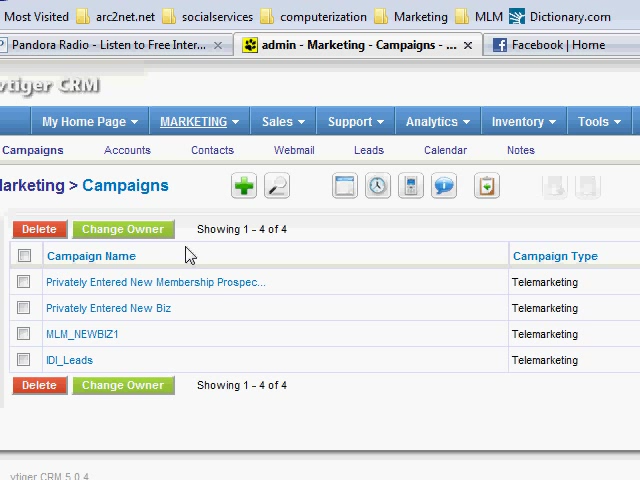 Most Visited arc2net.net socialservices computerization Marketing MLM Dictionary.com
Pandora Radio - Listen to Free Inter... admin - Marketing - Campaigns - ... Facebook | Home
vtiger CRM
My Home Page MARKETING Sales Support Analytics Inventory Tools
Campaigns Accounts Contacts Webmail Leads Calendar Notes
Marketing > Campaigns
Delete Change Owner Showing 1 - 4 of 4
Campaign Name Campaign Type
Privately Entered New Membership Prospec... Telemarketing
Privately Entered New Biz Telemarketing
MLM_NEWBIZ1 Telemarketing
IDI_Leads Telemarketing
Delete Change Owner Showing 1 - 4 of 4
vtiger CRM 5.0.4